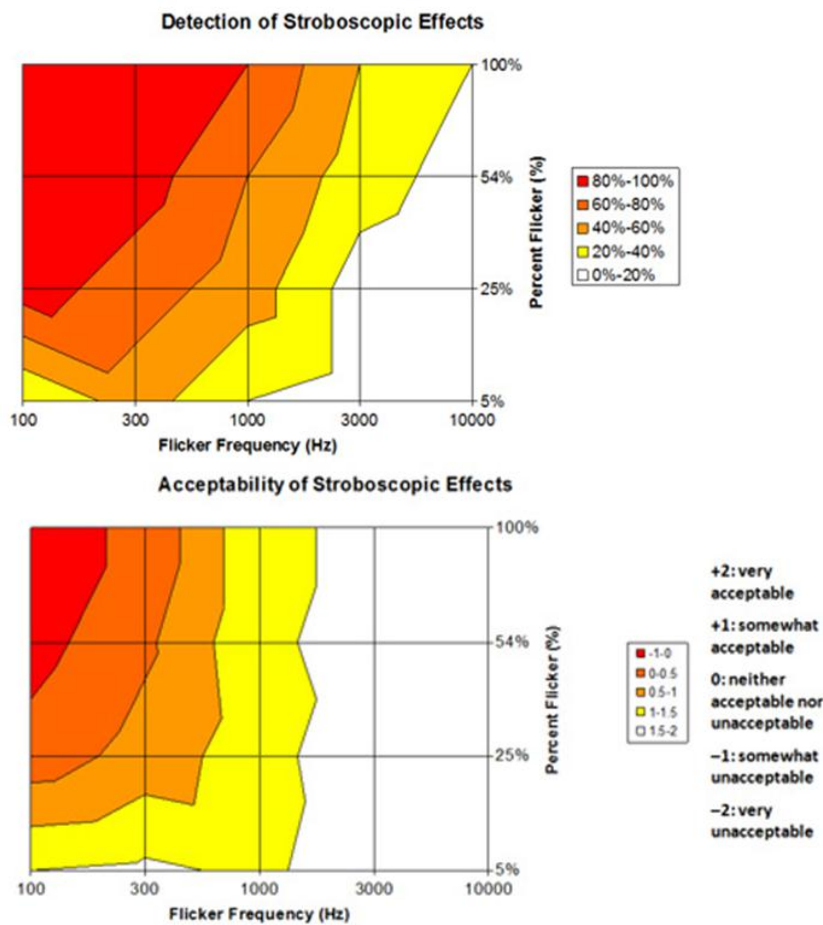 Detection of Stroboscopic Effects
100%
54%
25%
5%
Percent Flicker (%)
80%-100%
60%-80%
40%-60%
20%-40%
0%-20%
100 300 1000 3000 10000
Flicker Frequency (Hz)
Acceptability of Stroboscopic Effects
100%
54%
25%
5%
Percent Flicker (%)
-1-0
0-0.5
0.5-1
1-1.5
1.5-2
+2: very
acceptable
+1: somewhat
acceptable
0: neither
acceptable nor
unacceptable
−1: somewhat
unacceptable
−2: very
unacceptable
100 300 1000 3000 10000
Flicker Frequency (Hz)